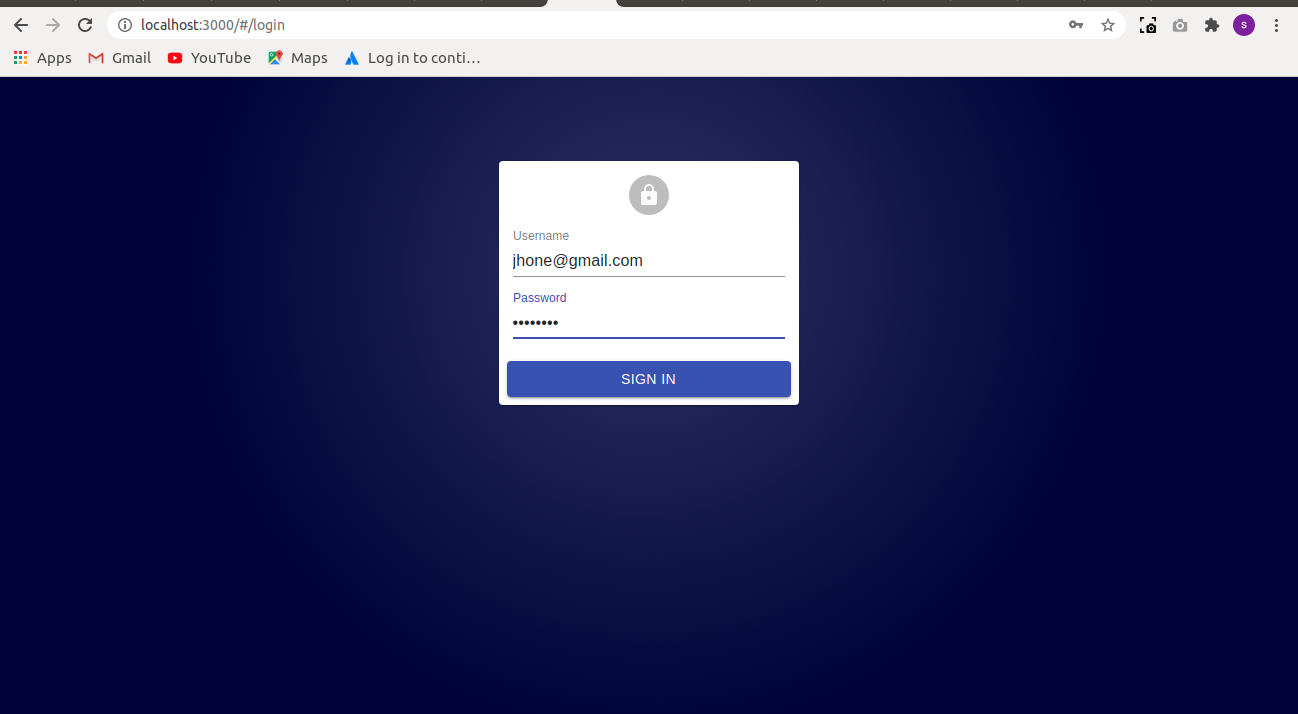 localhost:3000/#/login
S
Apps Gmail YouTube Maps Log in to conti…
Username
jhone@gmail.com
Password
••••••••
SIGN IN